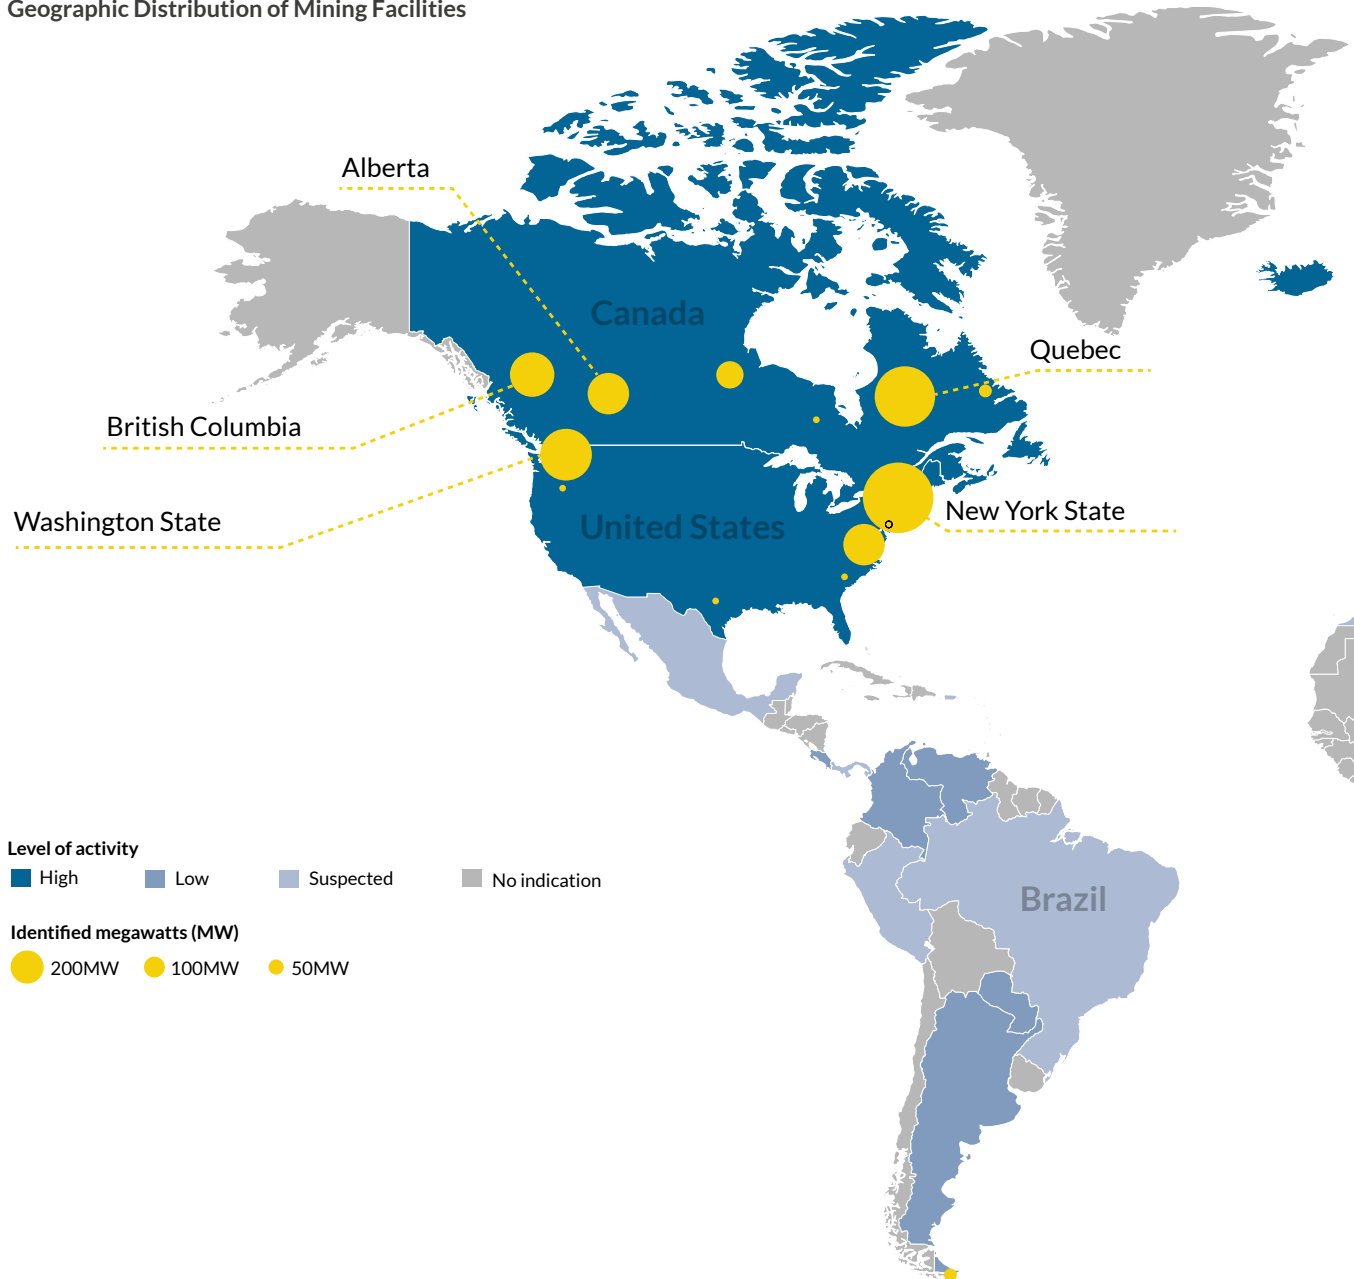 Geographic Distribution of Mining Facilities
Alberta
Canada
Quebec
British Columbia
Washington State
United States
New York State
Level of activity
High
Low
Suspected
No indication
Brazil
Identified megawatts (MW)
200MW
100MW
50MW